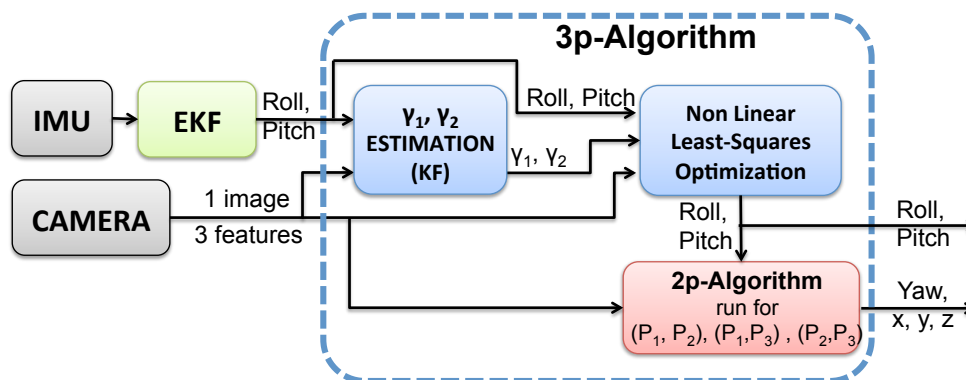 3p-Algorithm
IMU
EKF
Roll,
Pitch
γ₁, γ₂
ESTIMATION
(KF)
Roll, Pitch
γ₁, γ₂
Non Linear
Least-Squares
Optimization
CAMERA
1 image
3 features
Roll,
Pitch
Roll,
Pitch
2p-Algorithm
run for
(P₁, P₂), (P₁,P₃) , (P₂,P₃)
Yaw,
x, y, z